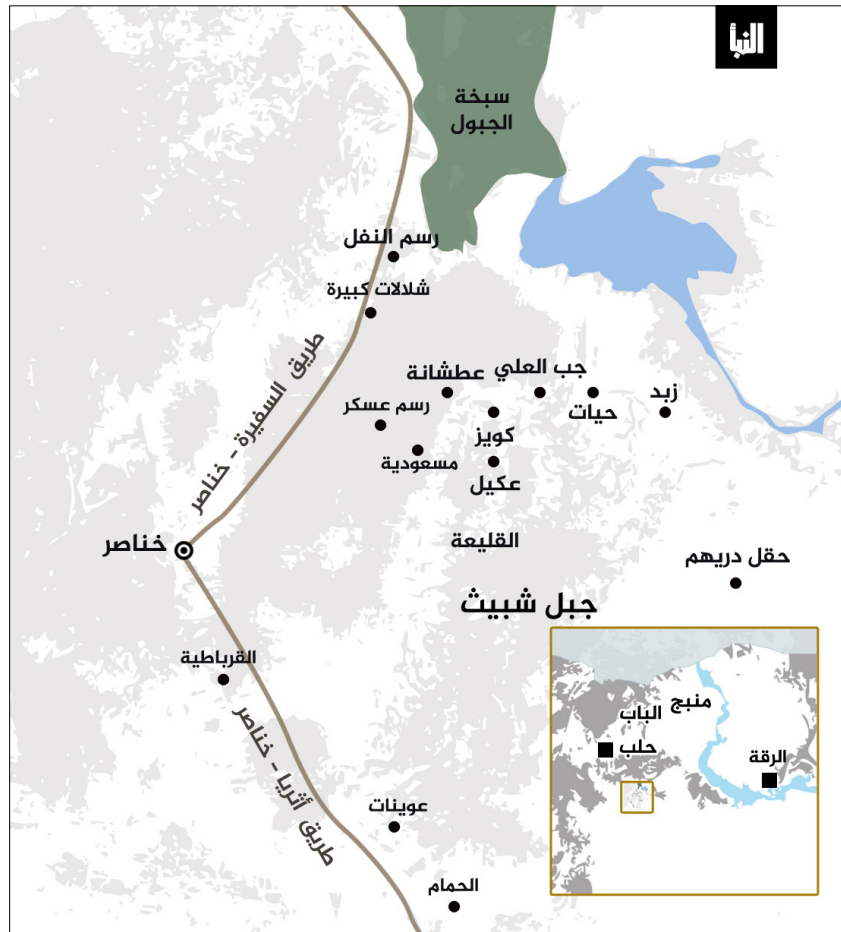 النبأ
سبخة
الجبول
رسم النفل
شلالات كبيرة
طريق السفيرة - خناصر
عطشانة
جب العلي
حيات
زبد
رسم عسكر
كويز
مسعودية
عكيل
خناصر
القليعة
حقل دريهم
جبل شبيث
القرباطية
طريق أثريا - خناصر
عوينات
الحمام
منبج
الباب
حلب
الرقة